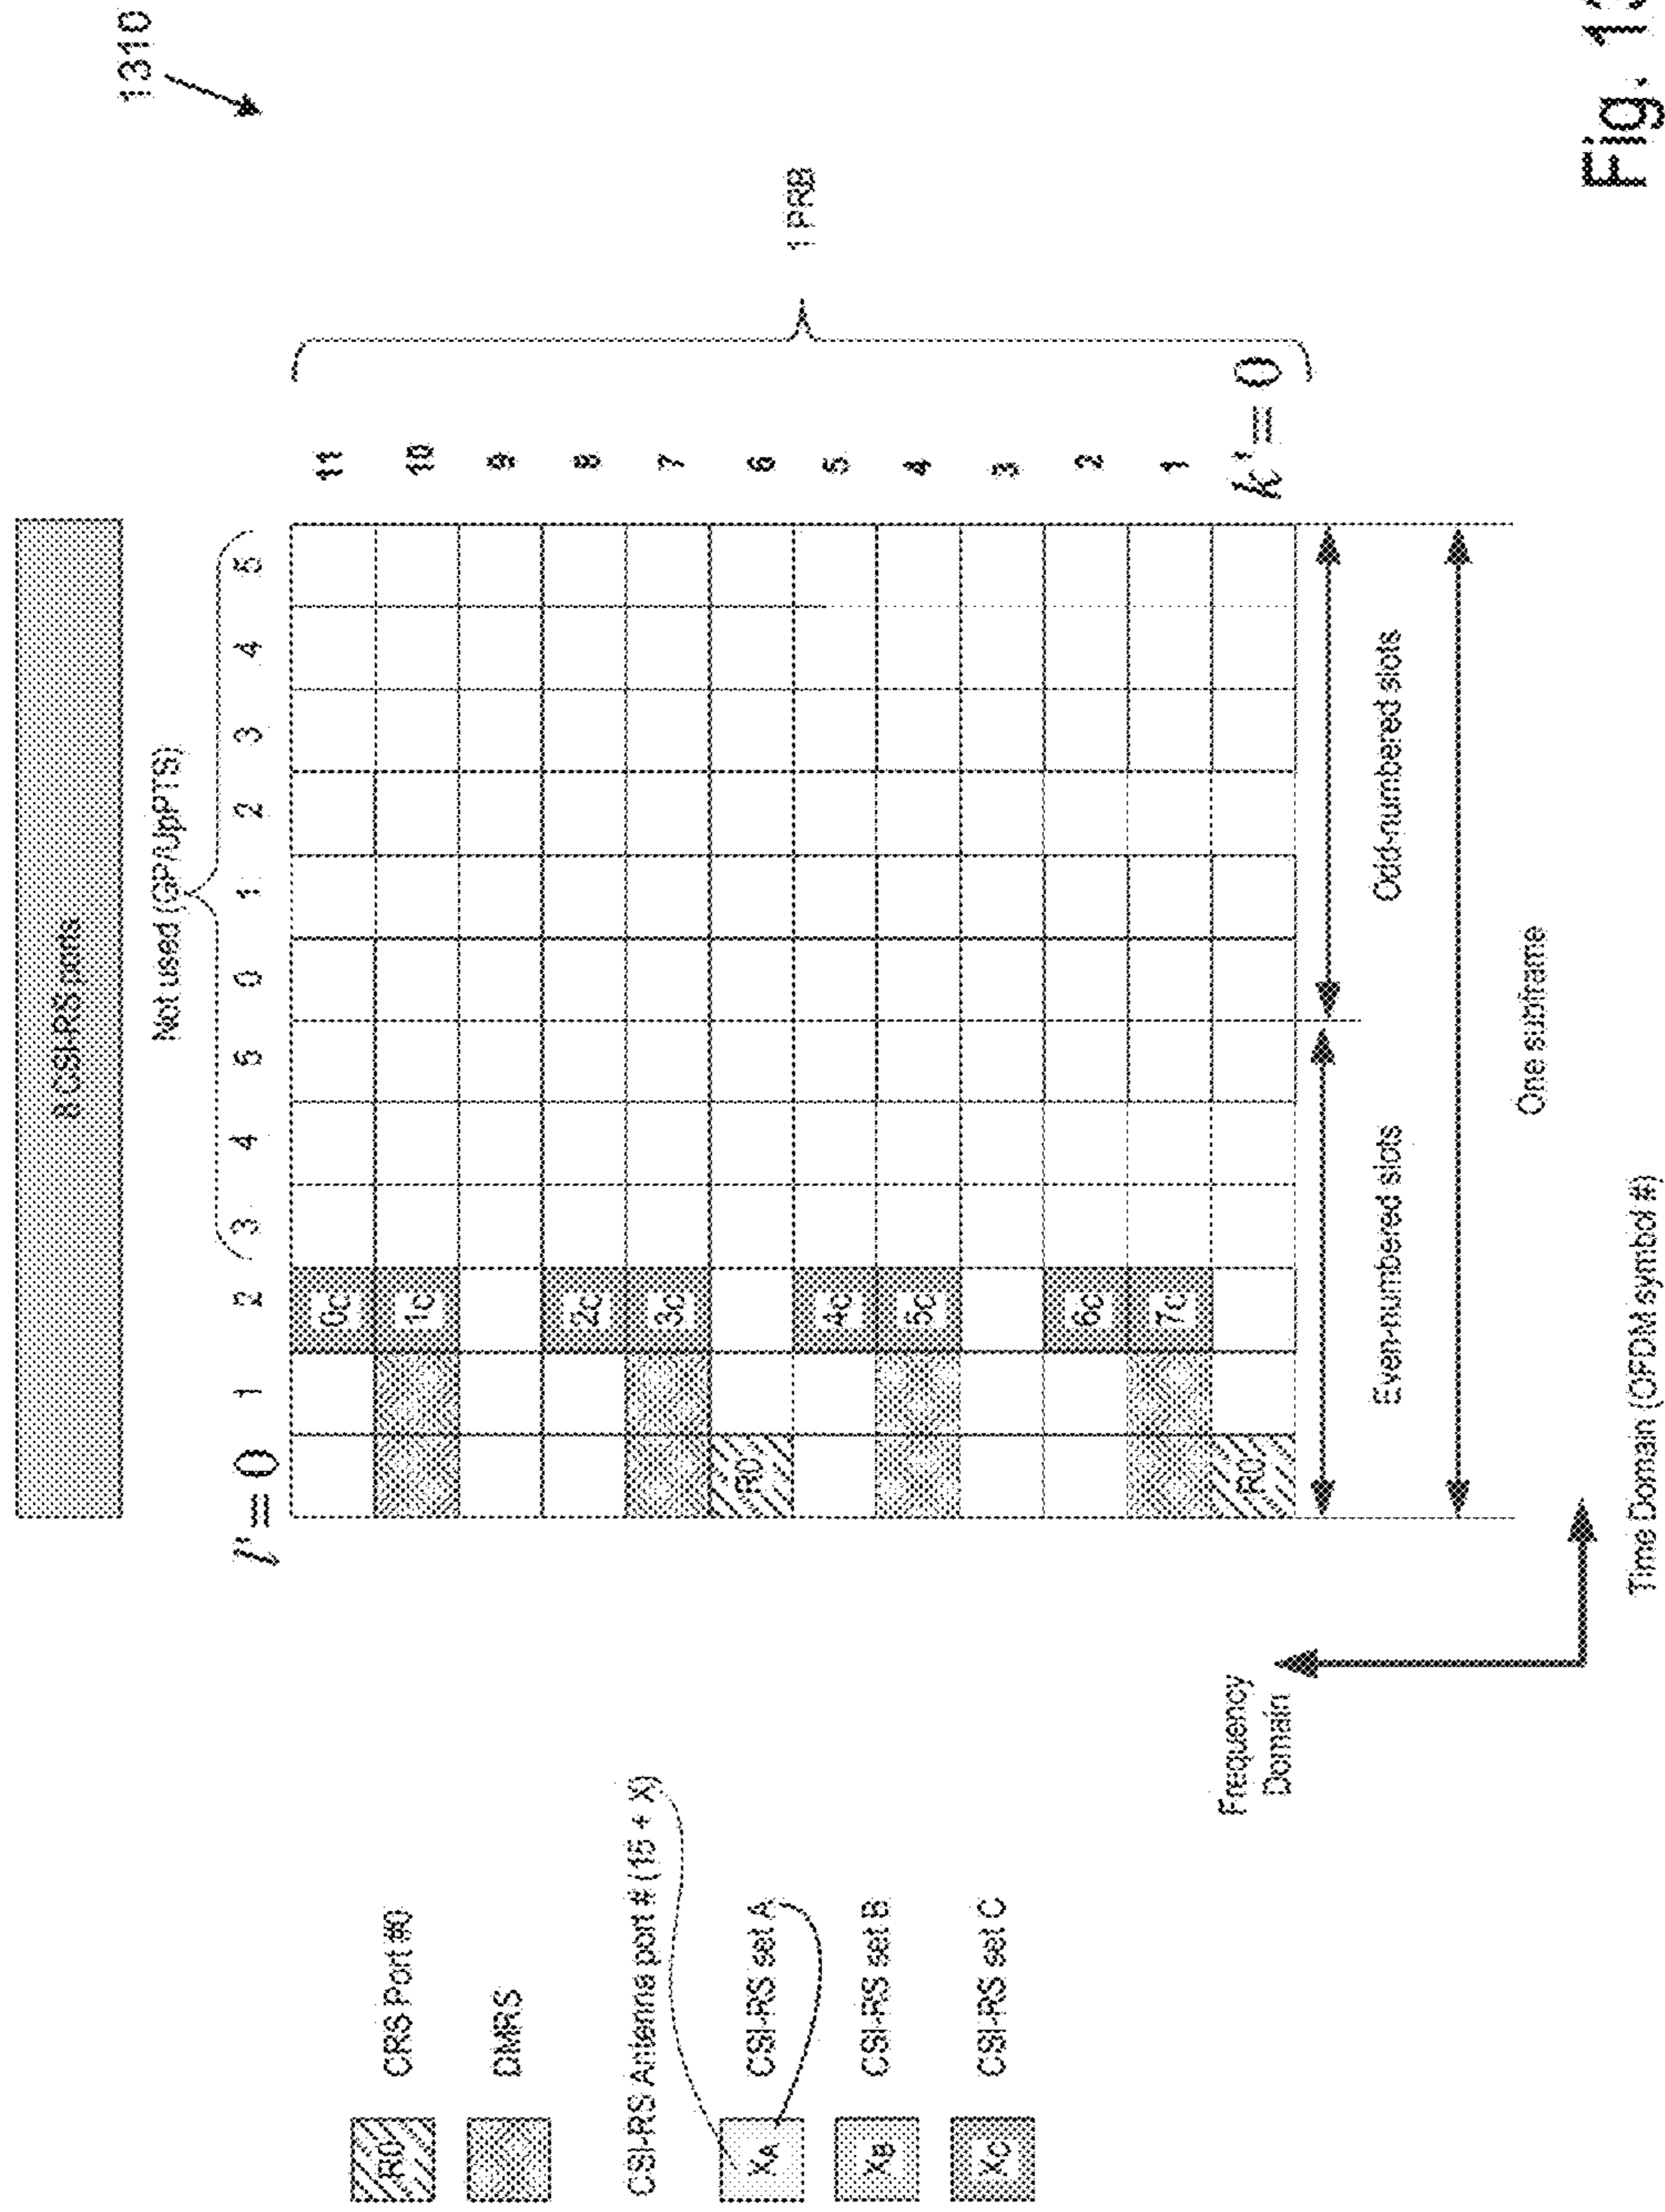 1310
8 CSI-RS ports
Not used (GP/UpPTS)
l' = 0 1 2 3 4 5 0 1 2 3 4 5
0C 11
1C 10
9
2C 8
3C 7
R0 6
4C 5
5C 4
3
6C 2
7C 1
R0 k' = 0
1 PRB
Even-numbered slots Odd-numbered slots
One subframe
Frequency
Domain
Time Domain (OFDM symbol #)
R0 CRS Port #0
DMRS
CSI-RS Antenna port # (15 + X)
XA CSI-RS set A
XB CSI-RS set B
XC CSI-RS set C
Fig.